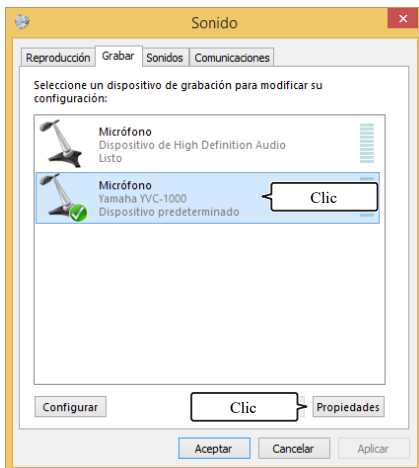 Sonido
Reproducción Grabar Sonidos Comunicaciones
Seleccione un dispositivo de grabación para modificar su
configuración:
Micrófono
Dispositivo de High Definition Audio
Listo
Micrófono
Yamaha YVC-1000
Dispositivo predeterminado
Clic
Configurar
Clic
Propiedades
Aceptar Cancelar Aplicar